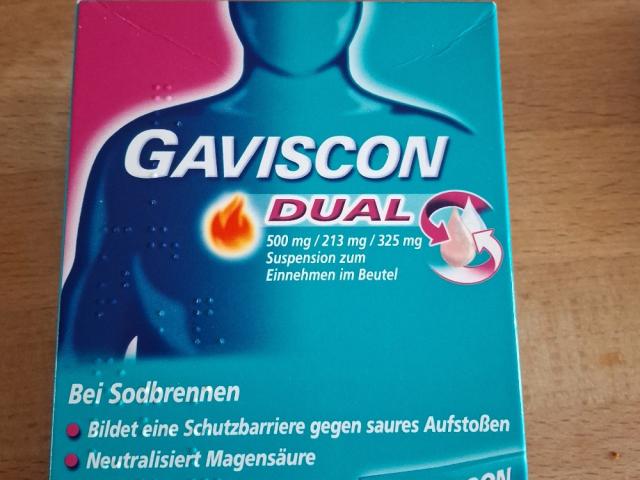 GAVISCON
DUAL
500 mg / 213 mg / 325 mg
Suspension zum
Einnehmen im Beutel
Bei Sodbrennen
Bildet eine Schutzbarriere gegen saures Aufstoßen
Neutralisiert Magensäure